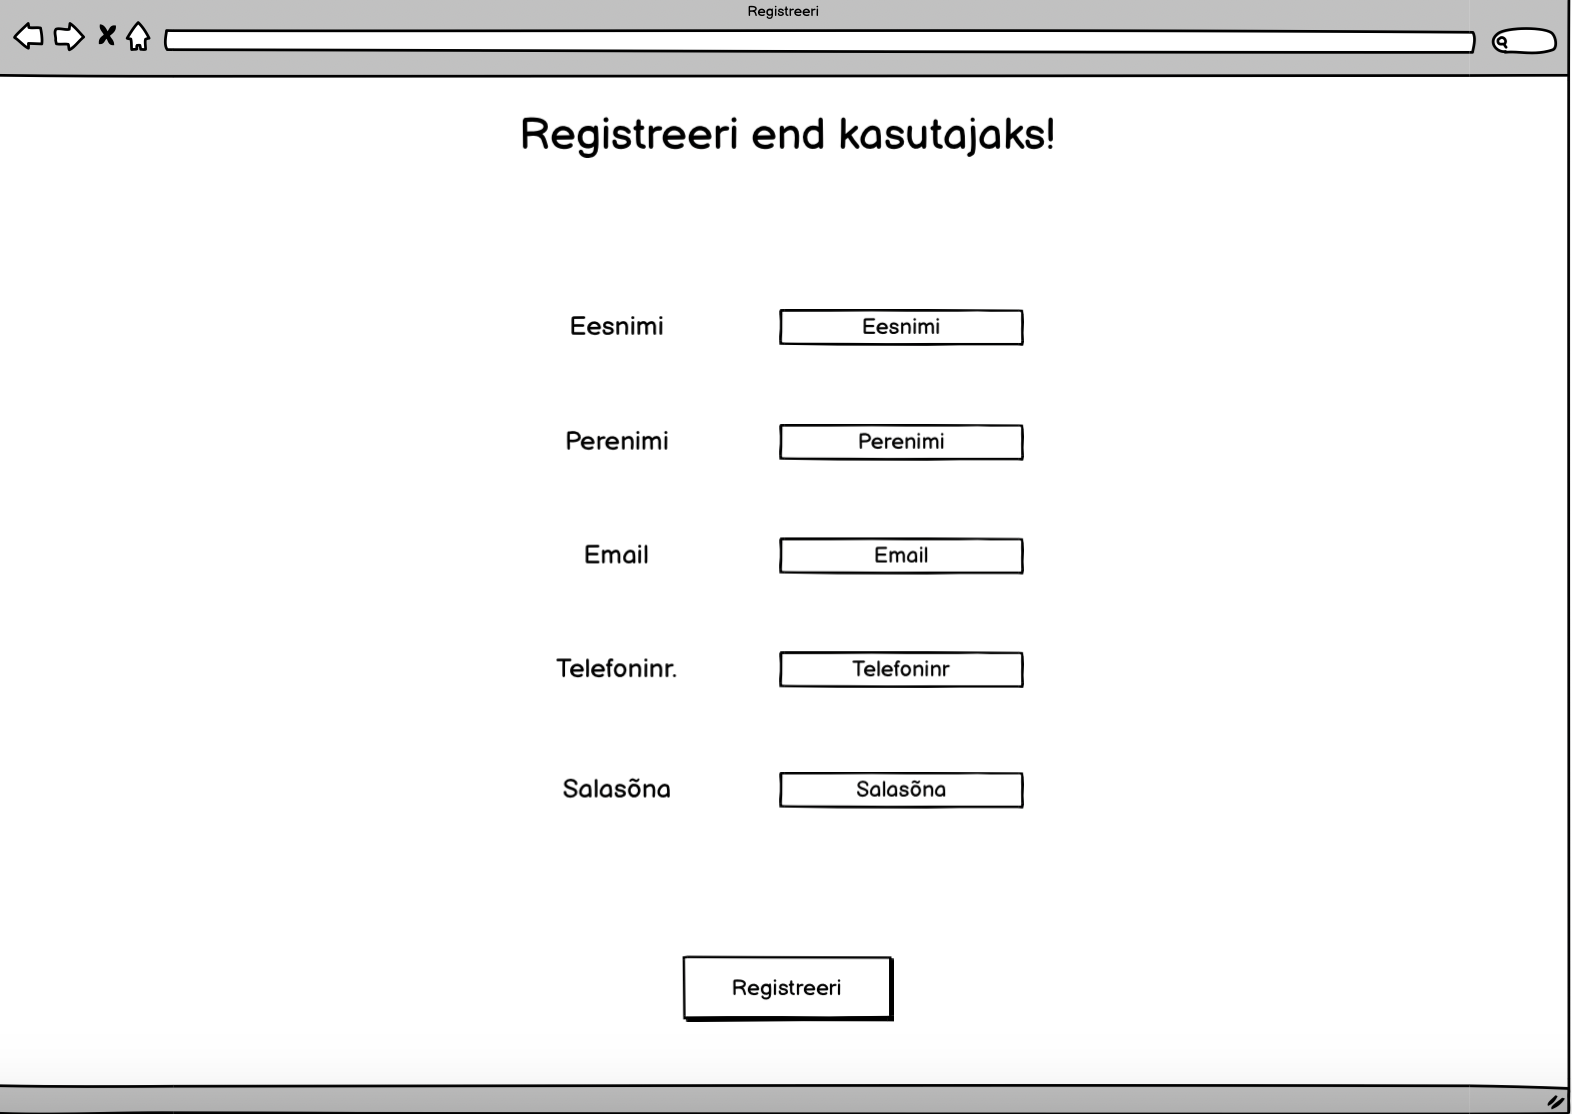 Registreeri
Registreeri end kasutajaks!
Eesnimi Eesnimi
Perenimi Perenimi
Email Email
Telefoninr. Telefoninr
Salasõna Salasõna
Registreeri